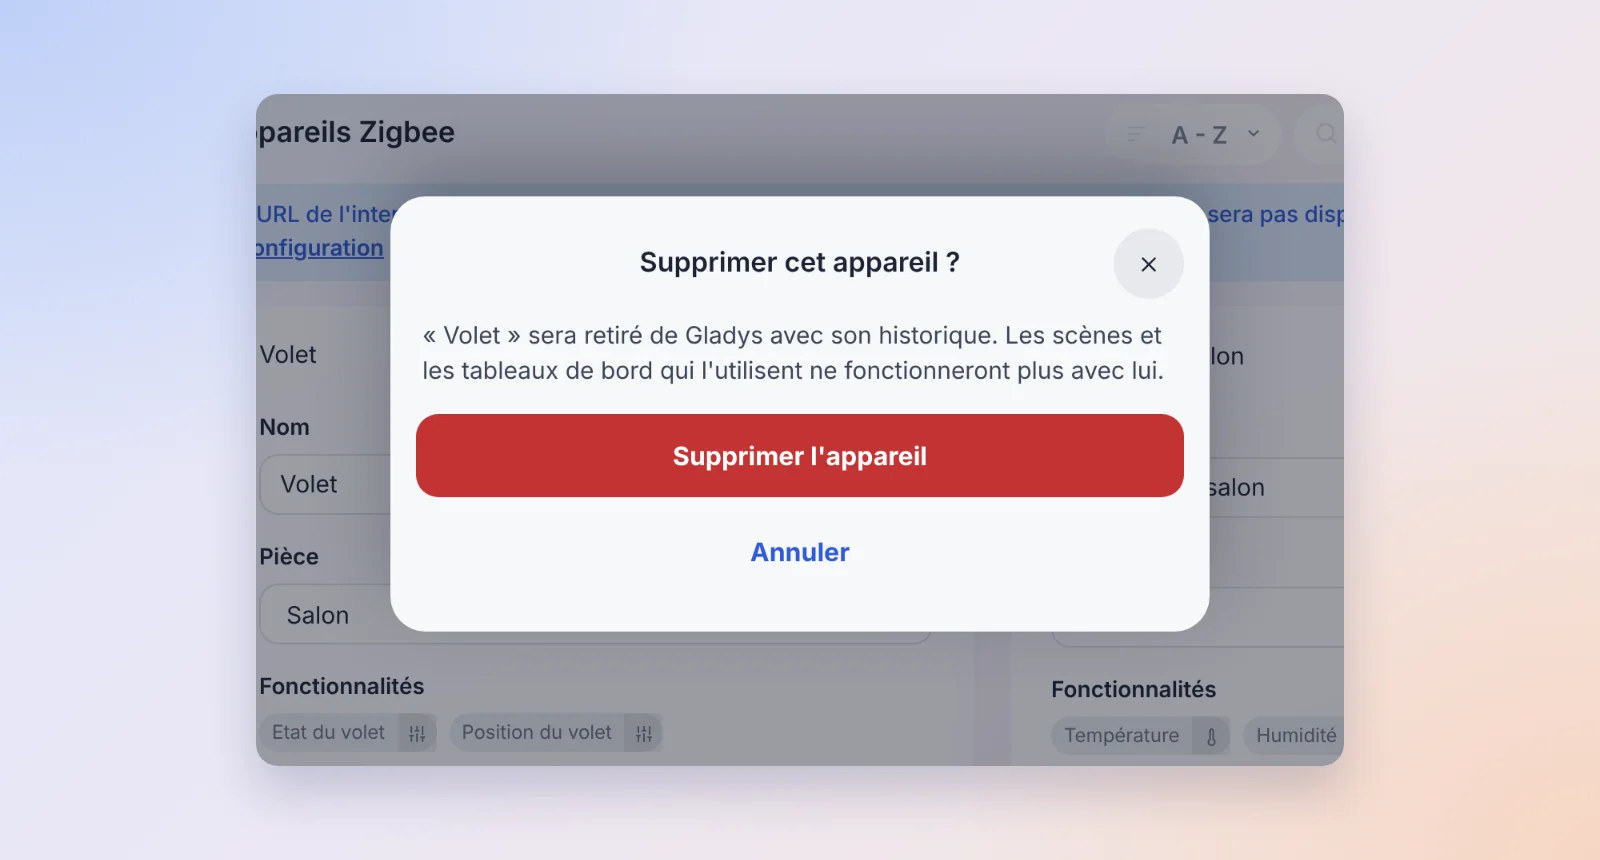 ppareils Zigbee
A - Z
URL de l'inte
sera pas disp
onfiguration
Supprimer cet appareil ?
« Volet » sera retiré de Gladys avec son historique. Les scènes et
les tableaux de bord qui l'utilisent ne fonctionneront plus avec lui.
Supprimer l'appareil
Annuler
Volet
Nom
Volet
Pièce
Salon
Fonctionnalités
Etat du volet
Position du volet
lon
salon
Fonctionnalités
Température
Humidité